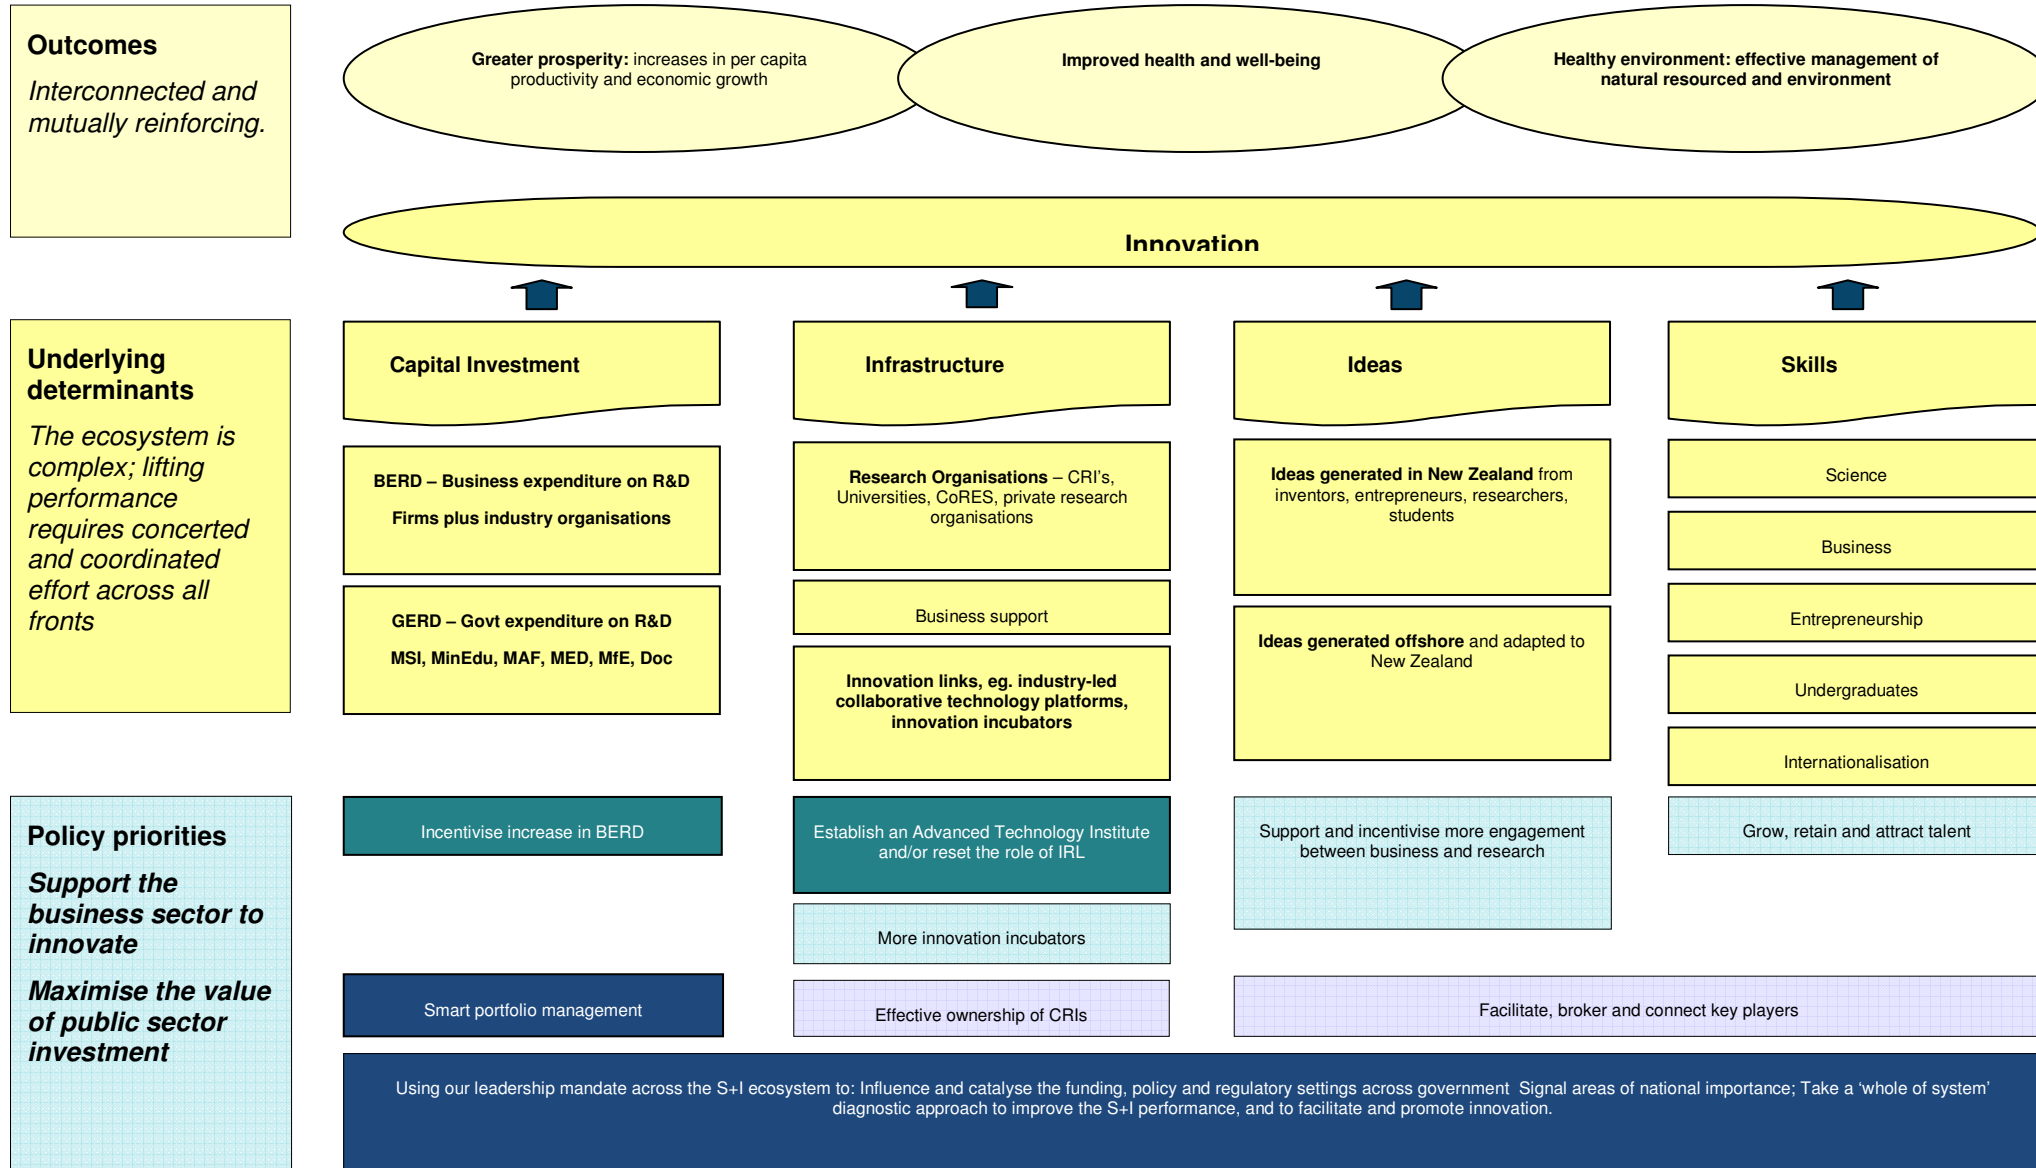 Outcomes
Interconnected and
mutually reinforcing.
Greater prosperity: increases in per capita
productivity and economic growth
Improved health and well-being
Healthy environment: effective management of
natural resourced and environment
Innovation
Underlying
determinants
The ecosystem is
complex; lifting
performance
requires concerted
and coordinated
effort across all
fronts
Capital Investment
BERD – Business expenditure on R&D
Firms plus industry organisations
GERD – Govt expenditure on R&D
MSI, MinEdu, MAF, MED, MfE, Doc
Infrastructure
Research Organisations – CRI's,
Universities, CoRES, private research
organisations
Business support
Innovation links, eg. industry-led
collaborative technology platforms,
innovation incubators
Ideas
Ideas generated in New Zealand from
inventors, entrepreneurs, researchers,
students
Ideas generated offshore and adapted to
New Zealand
Skills
Science
Business
Entrepreneurship
Undergraduates
Internationalisation
Policy priorities
Support the
business sector to
innovate
Maximise the value
of public sector
investment
Incentivise increase in BERD
Establish an Advanced Technology Institute
and/or reset the role of IRL
Support and incentivise more engagement
between business and research
Grow, retain and attract talent
More innovation incubators
Smart portfolio management
Effective ownership of CRIs
Facilitate, broker and connect key players
Using our leadership mandate across the S+I ecosystem to: Influence and catalyse the funding, policy and regulatory settings across government  Signal areas of national importance; Take a 'whole of system'
diagnostic approach to improve the S+I performance, and to facilitate and promote innovation.